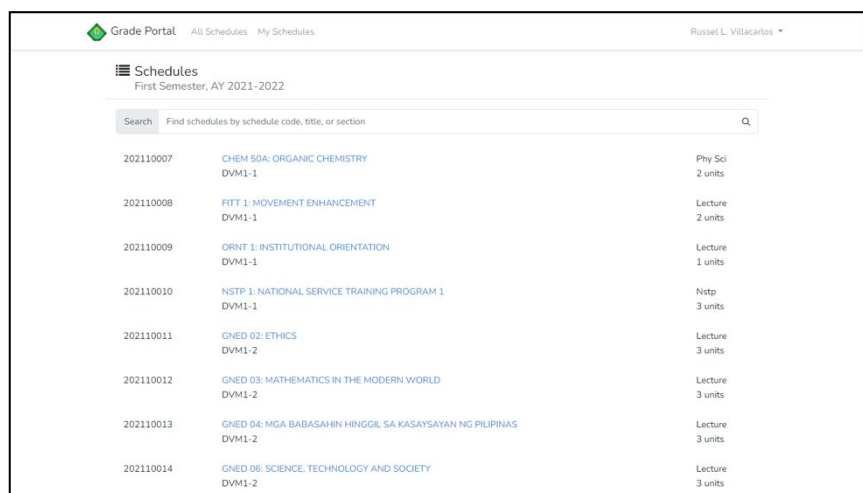 Grade Portal All Schedules My Schedules Russel L. Villacarlos
Schedules
First Semester, AY 2021-2022
Search Find schedules by schedule code, title, or section
202110007 CHEM 50A: ORGANIC CHEMISTRY Phy Sci
DVM1-1 2 units
202110008 FITT 1: MOVEMENT ENHANCEMENT Lecture
DVM1-1 2 units
202110009 ORNT 1: INSTITUTIONAL ORIENTATION Lecture
DVM1-1 1 units
202110010 NSTP 1: NATIONAL SERVICE TRAINING PROGRAM 1 Nstp
DVM1-1 3 units
202110011 GNED 02: ETHICS Lecture
DVM1-2 3 units
202110012 GNED 03: MATHEMATICS IN THE MODERN WORLD Lecture
DVM1-2 3 units
202110013 GNED 04: MGA BABASAHIN HINGGIL SA KASAYSAYAN NG PILIPINAS Lecture
DVM1-2 3 units
202110014 GNED 06: SCIENCE, TECHNOLOGY AND SOCIETY Lecture
DVM1-2 3 units